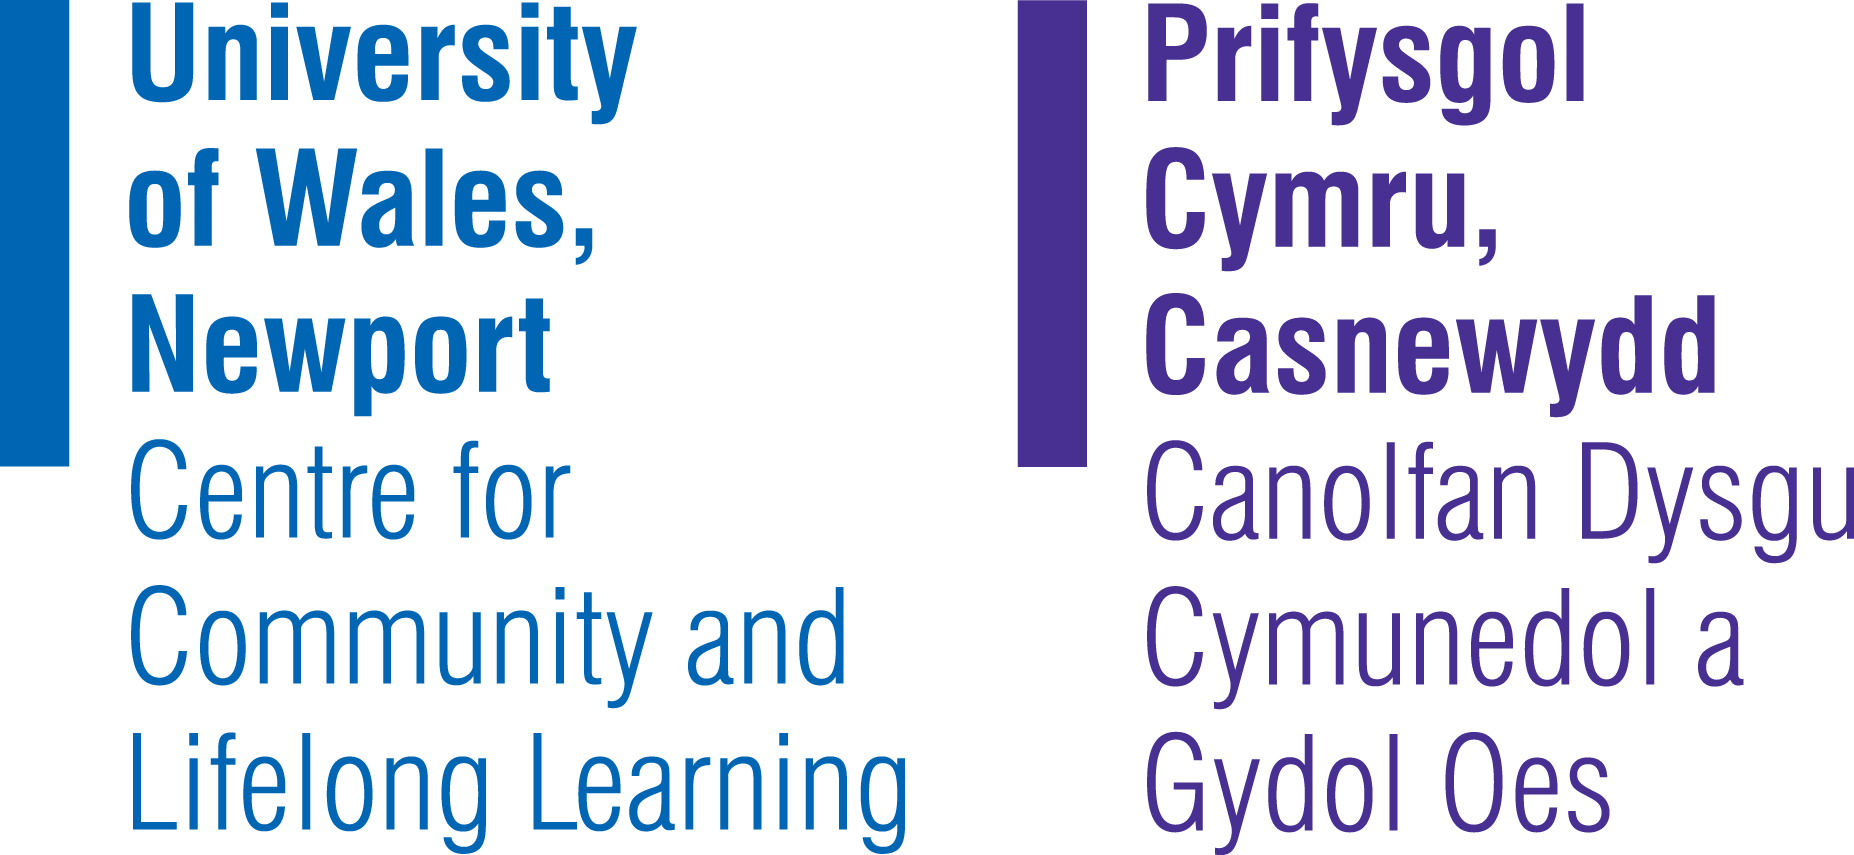 University
of Wales,
Newport
Centre for
Community and
Lifelong Learning
Prifysgol
Cymru,
Casnewydd
Canolfan Dysgu
Cymunedol a
Gydol Oes